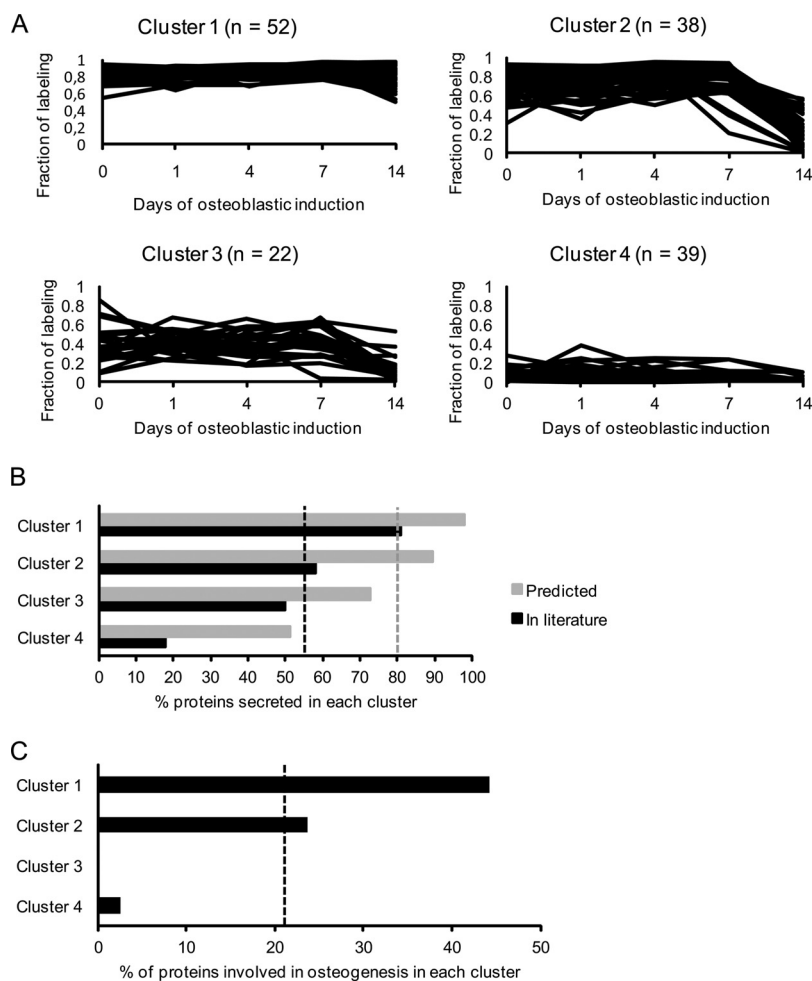 A
Cluster 1 (n = 52)
Fraction of labeling
1
0,8
0,6
0,4
0,2
0
0 1 4 7 14
Days of osteoblastic induction
Cluster 2 (n = 38)
Fraction of labeling
1
0.8
0.6
0.4
0.2
0
0 1 4 7 14
Days of osteoblastic induction
Cluster 3 (n = 22)
Fraction of labeling
1
0.8
0.6
0.4
0.2
0
0 1 4 7 14
Days of osteoblastic induction
Cluster 4 (n = 39)
Fraction of labeling
1
0.8
0.6
0.4
0.2
0
0 1 4 7 14
Days of osteoblastic induction
B
Cluster 1
Cluster 2
Cluster 3
Cluster 4
0 10 20 30 40 50 60 70 80 90 100
% proteins secreted in each cluster
Predicted
In literature
C
Cluster 1
Cluster 2
Cluster 3
Cluster 4
0 10 20 30 40 50
% of proteins involved in osteogenesis in each cluster